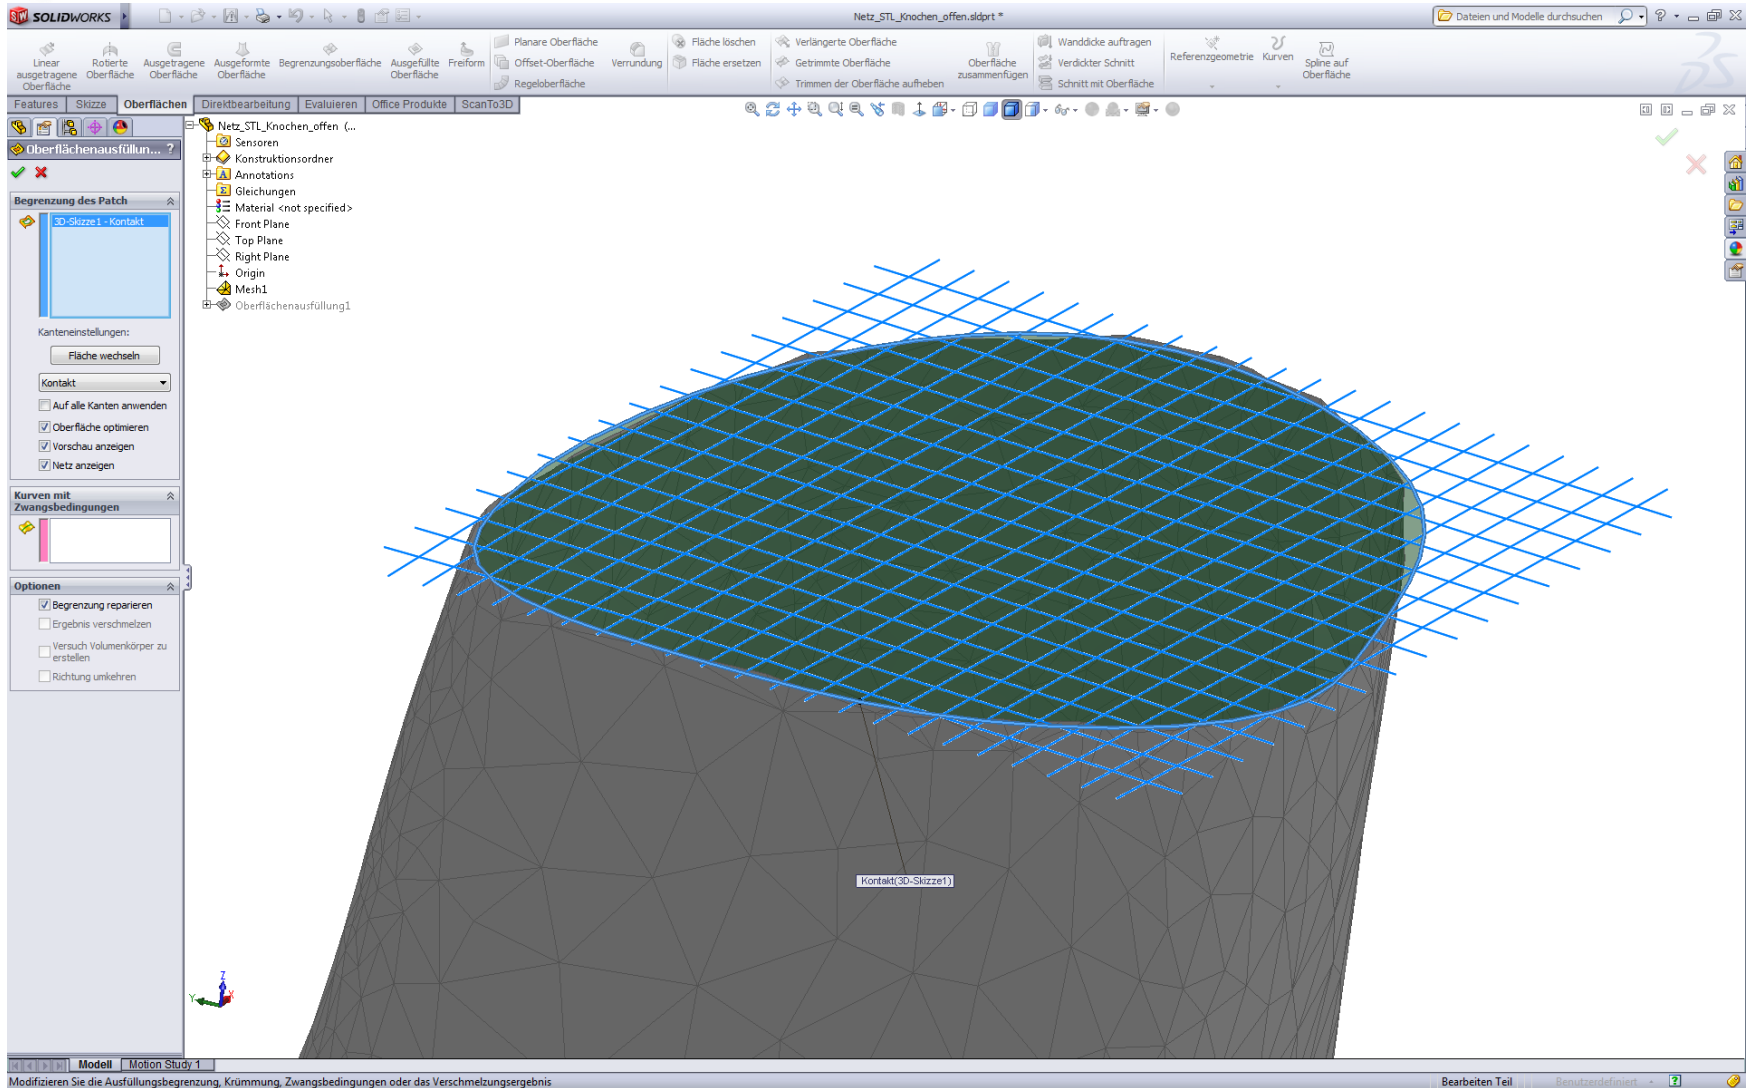 SOLIDWORKS
Netz_STL_Knochen_offen.sldprt *
Dateien und Modelle durchsuchen
Linear ausgetragene Oberfläche
Rotierte Oberfläche
Ausgetragene Oberfläche
Ausgeformte Oberfläche
Begrenzungsoberfläche
Ausgefüllte Oberfläche
Freiform
Planare Oberfläche
Offset-Oberfläche
Regeloberfläche
Verrundung
Fläche löschen
Fläche ersetzen
Verlängerte Oberfläche
Getrimmte Oberfläche
Trimmen der Oberfläche aufheben
Oberfläche zusammenfügen
Wanddicke auftragen
Verdickter Schnitt
Schnitt mit Oberfläche
Referenzgeometrie
Kurven
Spline auf Oberfläche
Features
Skizze
Oberflächen
Direktbearbeitung
Evaluieren
Office Produkte
ScanTo3D
Oberflächenausfüllun... ?
Begrenzung des Patch
3D-Skizze1 - Kontakt
Kanteneinstellungen:
Fläche wechseln
Kontakt
Auf alle Kanten anwenden
Oberfläche optimieren
Vorschau anzeigen
Netz anzeigen
Kurven mit
Zwangsbedingungen
Optionen
Begrenzung reparieren
Ergebnis verschmelzen
Versuch Volumenkörper zu
erstellen
Richtung umkehren
Netz_STL_Knochen_offen (...
Sensoren
Konstruktionsordner
Annotations
Gleichungen
Material <not specified>
Front Plane
Top Plane
Right Plane
Origin
Mesh1
Oberflächenausfüllung1
Kontakt(3D-Skizze1)
Z
Y
X
Modell
Motion Study 1
Modifizieren Sie die Ausfüllungsbegrenzung, Krümmung, Zwangsbedingungen oder das Verschmelzungsergebnis
Bearbeiten Teil
Benutzerdefiniert